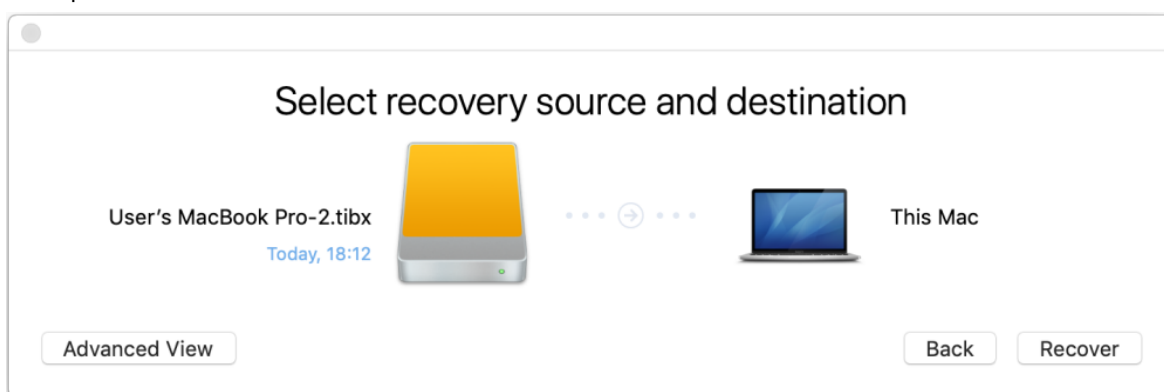 Select recovery source and destination
User's MacBook Pro-2.tibx
Today, 18:12
This Mac
Advanced View
Back
Recover